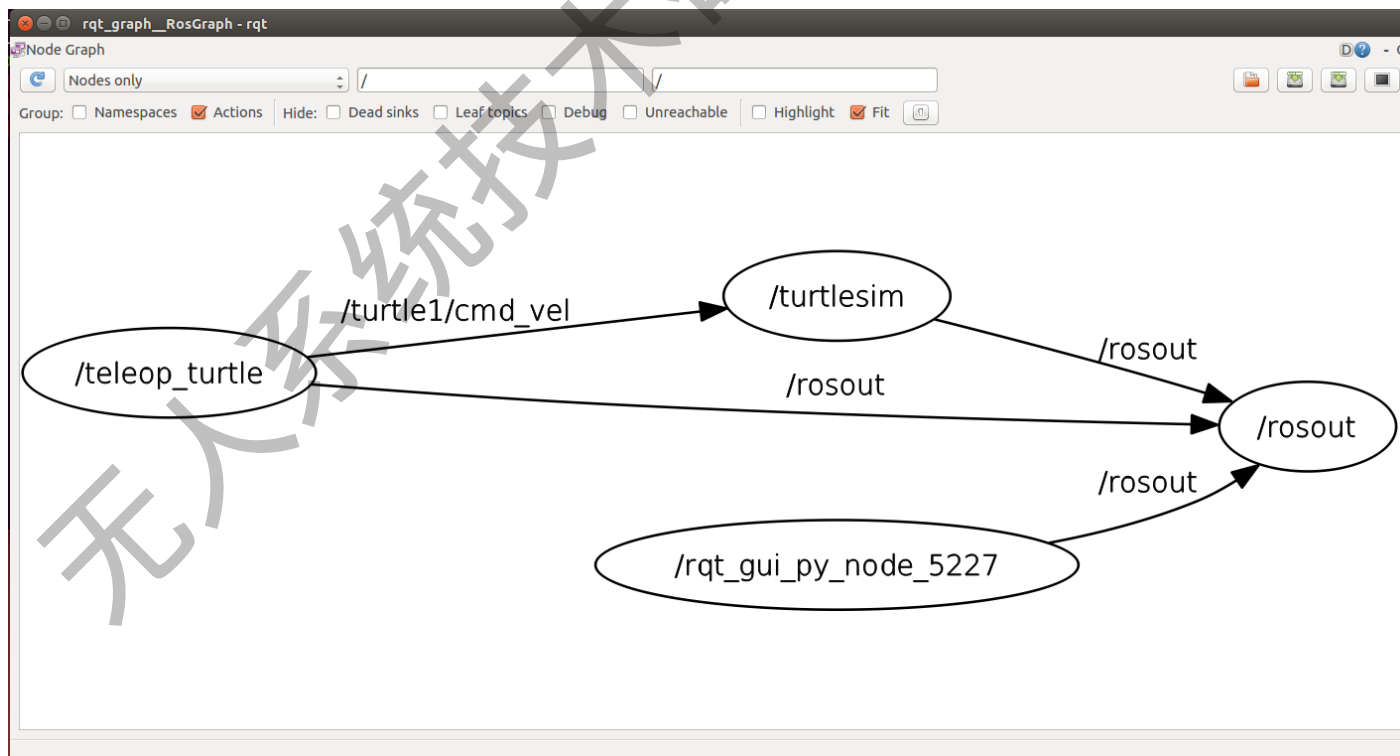 rqt_graph__RosGraph - rqt
Node Graph
D ? -
Nodes only / /
Group: Namespaces Actions Hide: Dead sinks Leaf topics Debug Unreachable Highlight Fit
/turtlesim
/turtle1/cmd_vel
/rosout
/teleop_turtle
/rosout
/rosout
/rosout
/rqt_gui_py_node_5227
无人系统技术